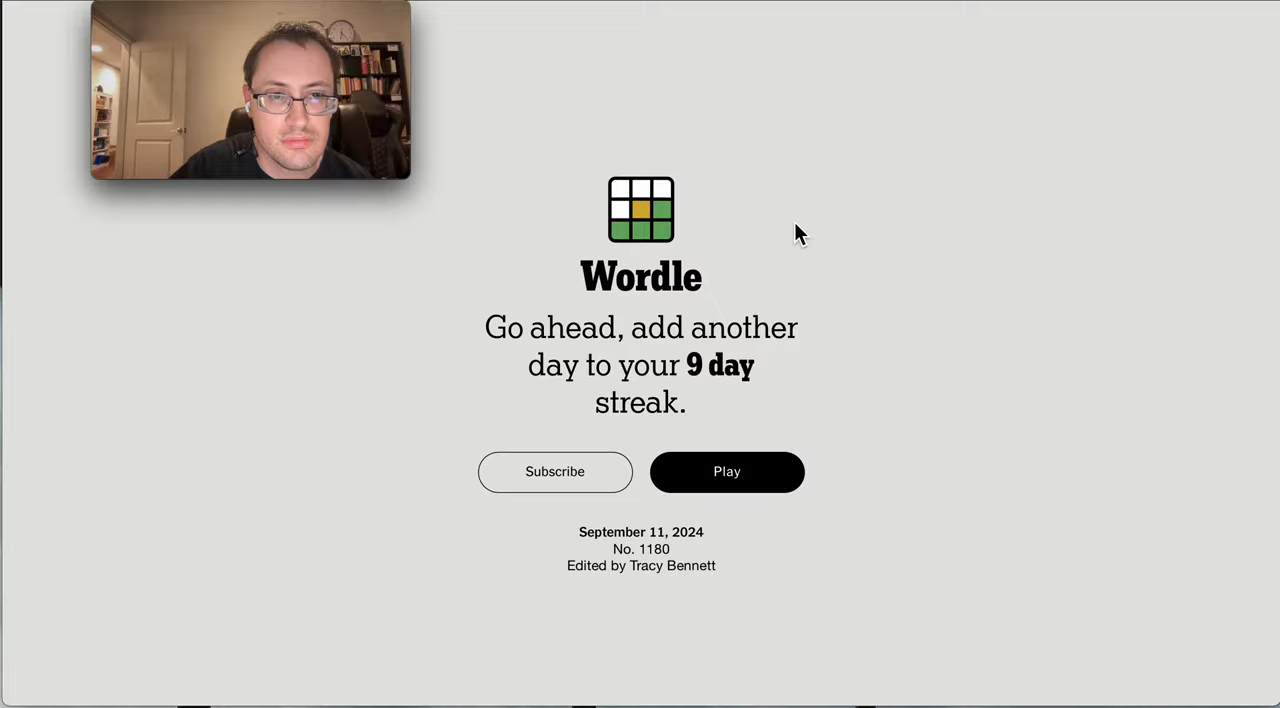 Wordle
Go ahead, add another
day to your 9 day
streak.
Subscribe
Play
September 11, 2024
No. 1180
Edited by Tracy Bennett